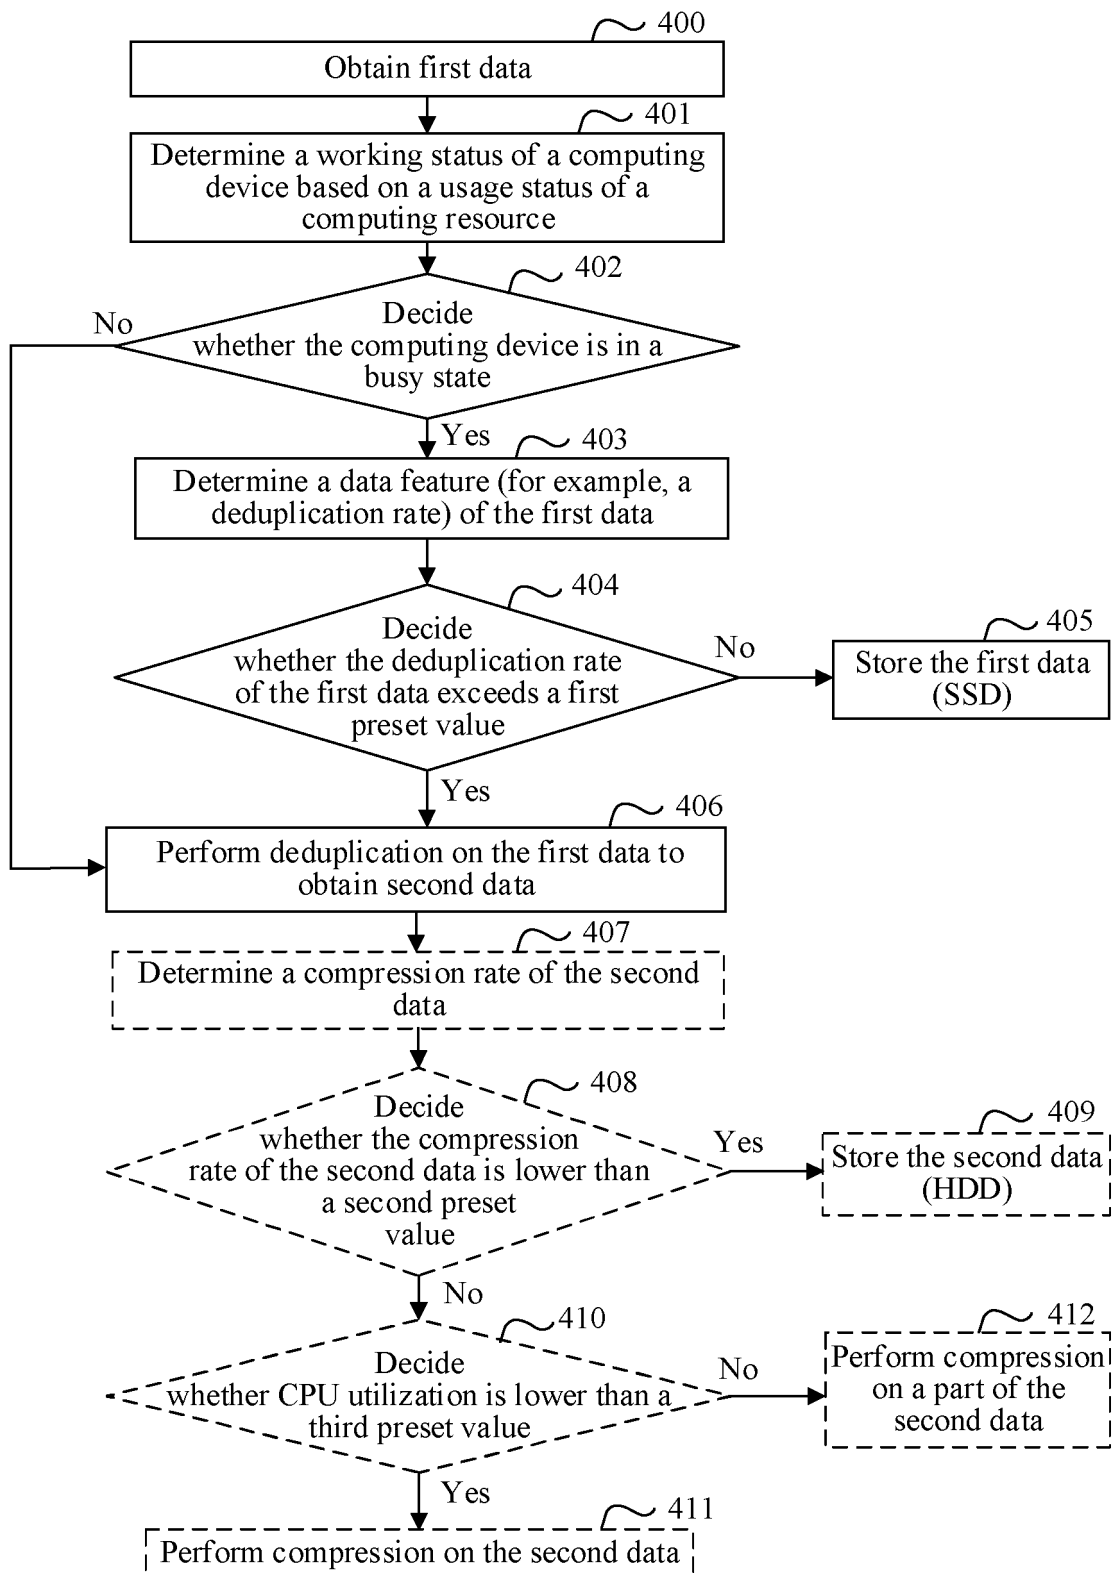 400
Obtain first data
401
Determine a working status of a computing
device based on a usage status of a
computing resource
402
Decide
whether the computing device is in a
busy state
No
Yes
403
Determine a data feature (for example, a
deduplication rate) of the first data
404
Decide
whether the deduplication rate
of the first data exceeds a first
preset value
No
405
Store the first data
(SSD)
Yes
406
Perform deduplication on the first data to
obtain second data
407
Determine a compression rate of the second
data
408
Decide
whether the compression
rate of the second data is lower than
a second preset
value
Yes
409
Store the second data
(HDD)
No
410
Decide
whether CPU utilization is lower than a
third preset value
No
412
Perform compression
on a part of the
second data
Yes
411
Perform compression on the second data